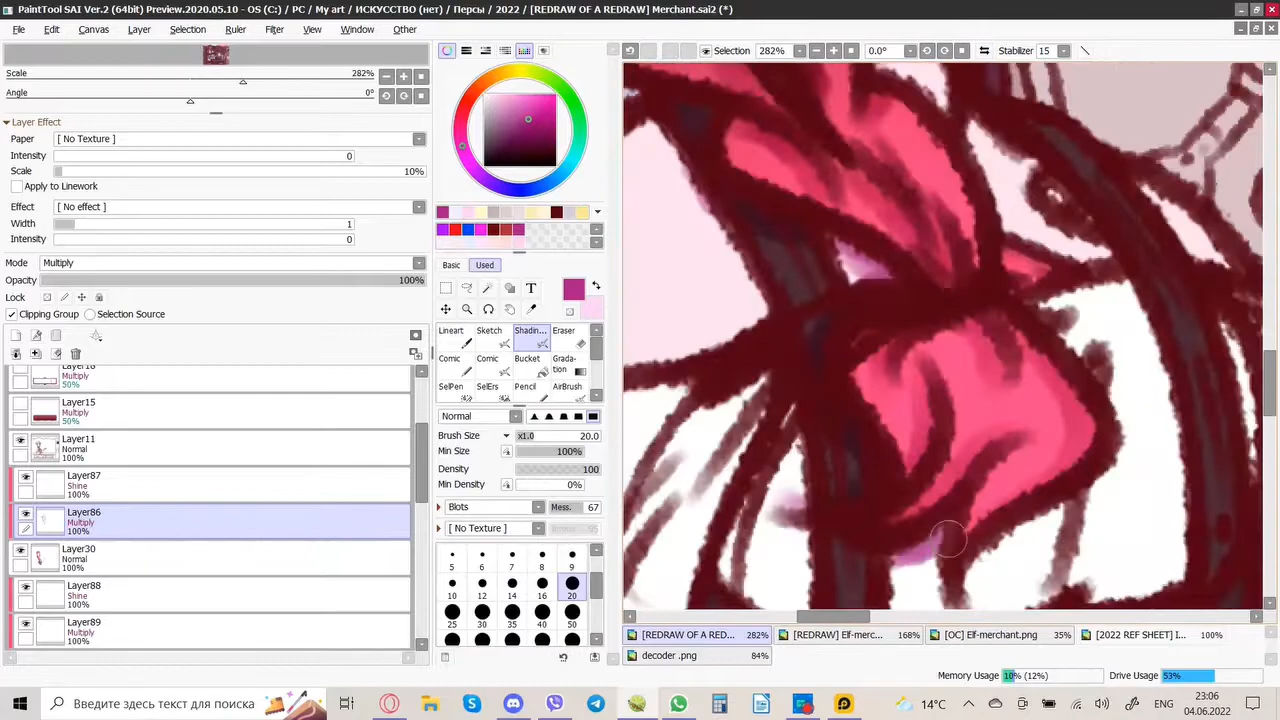 PaintTool SAI Ver.2 (64bit) Preview.2020.05.10 - OS (C:) / PC / My art / ИСКУССТВО (нет) / Персы / 2022 / [REDRAW OF A REDRAW] Merchant.sai2 (*)
File Edit Canvas Layer Selection Ruler Filter View Window Other
Selection 282% 0.0° Stabilizer 15
Scale 282%
Angle 0°
Layer Effect
Paper [ No Texture ]
Intensity 0
Scale 10%
Apply to Linework
Effect [ No effect ]
Width 1
Intensity 0
Mode Multiply
Opacity 100%
Lock
Clipping Group Selection Source
Multiply
50%
Layer15
Multiply
50%
Layer11
Normal
100%
Layer87
Shine
100%
Layer86
Multiply
100%
Layer30
Normal
100%
Layer88
Shine
100%
Layer89
Multiply
100%
Basic Used
T
Lineart Sketch Shadin... Eraser
Comic Comic Bucket Grada-
tion
SelPen SelErs Pencil AirBrush
Normal
Brush Size x1.0 20.0
Min Size 100%
Density 100
Min Density 0%
Blots Mess. 67
[ No Texture ] 95
5 6 7 8 9
10 12 14 16 20
25 30 35 40 50
[REDRAW OF A RED... 282% [REDRAW] Elf-merc... 168% [OC] Elf-merchant.png 35% [2022 REF SHEET] I... 100%
decoder .png 84%
Memory Usage 10% (12%) Drive Usage 53%
Введите здесь текст для поиска
14°C ENG 23:06
04.06.2022